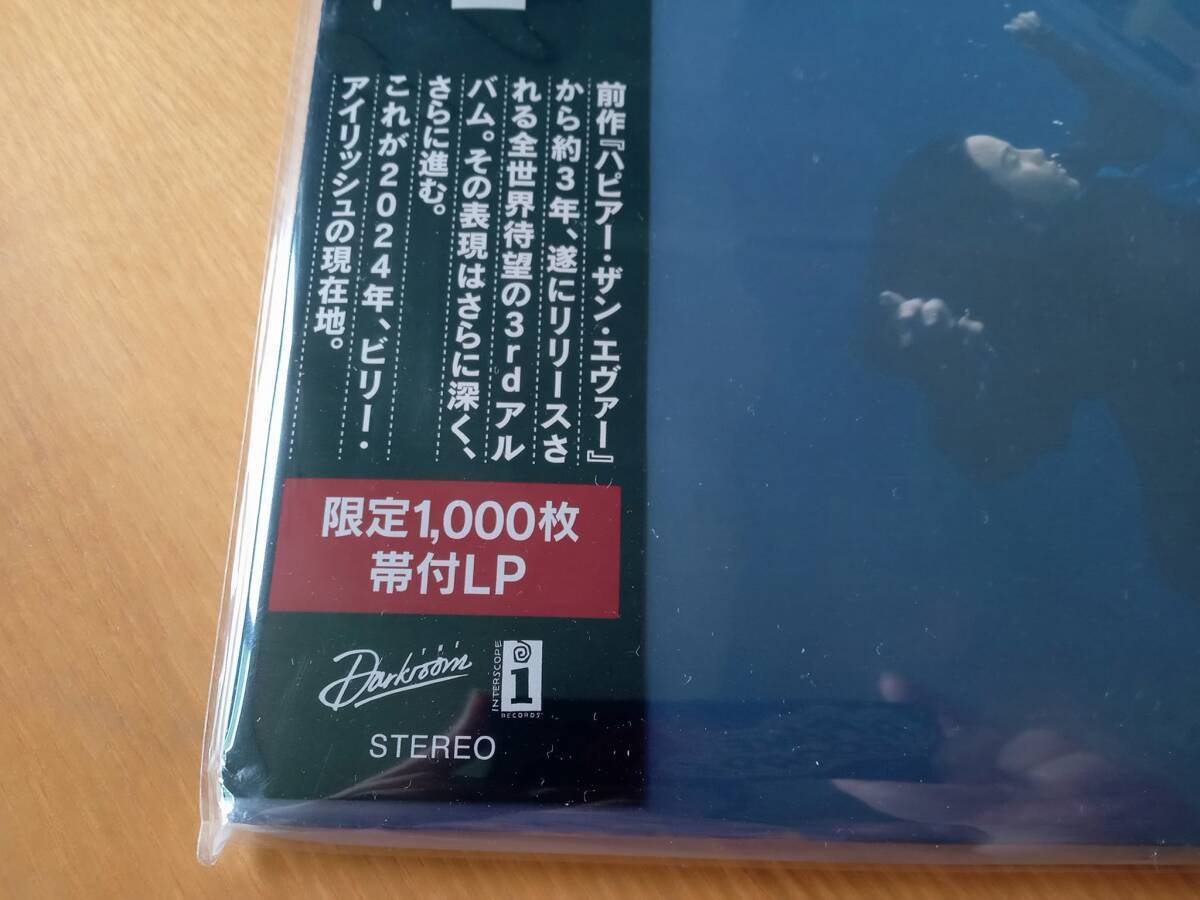 前作『ハピアー・ザン・エヴァー』
から約3年、遂にリリースさ
れる全世界待望の3rdアル
バム。その表現はさらに深く、
さらに進む。
これが2024年、ビリー・
アイリッシュの現在地。
限定1,000枚
帯付LP
THE
Darkroom
INTERSCOPE
i
RECORDS
STEREO